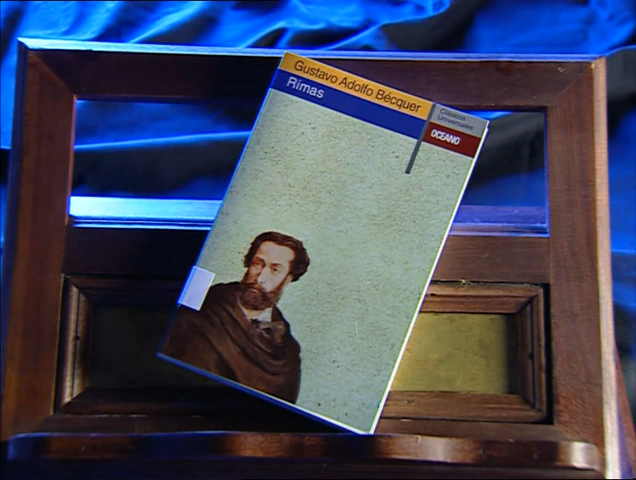 Gustavo Adolfo Bécquer
Rimas
Clásicos
Universales
OCEANO